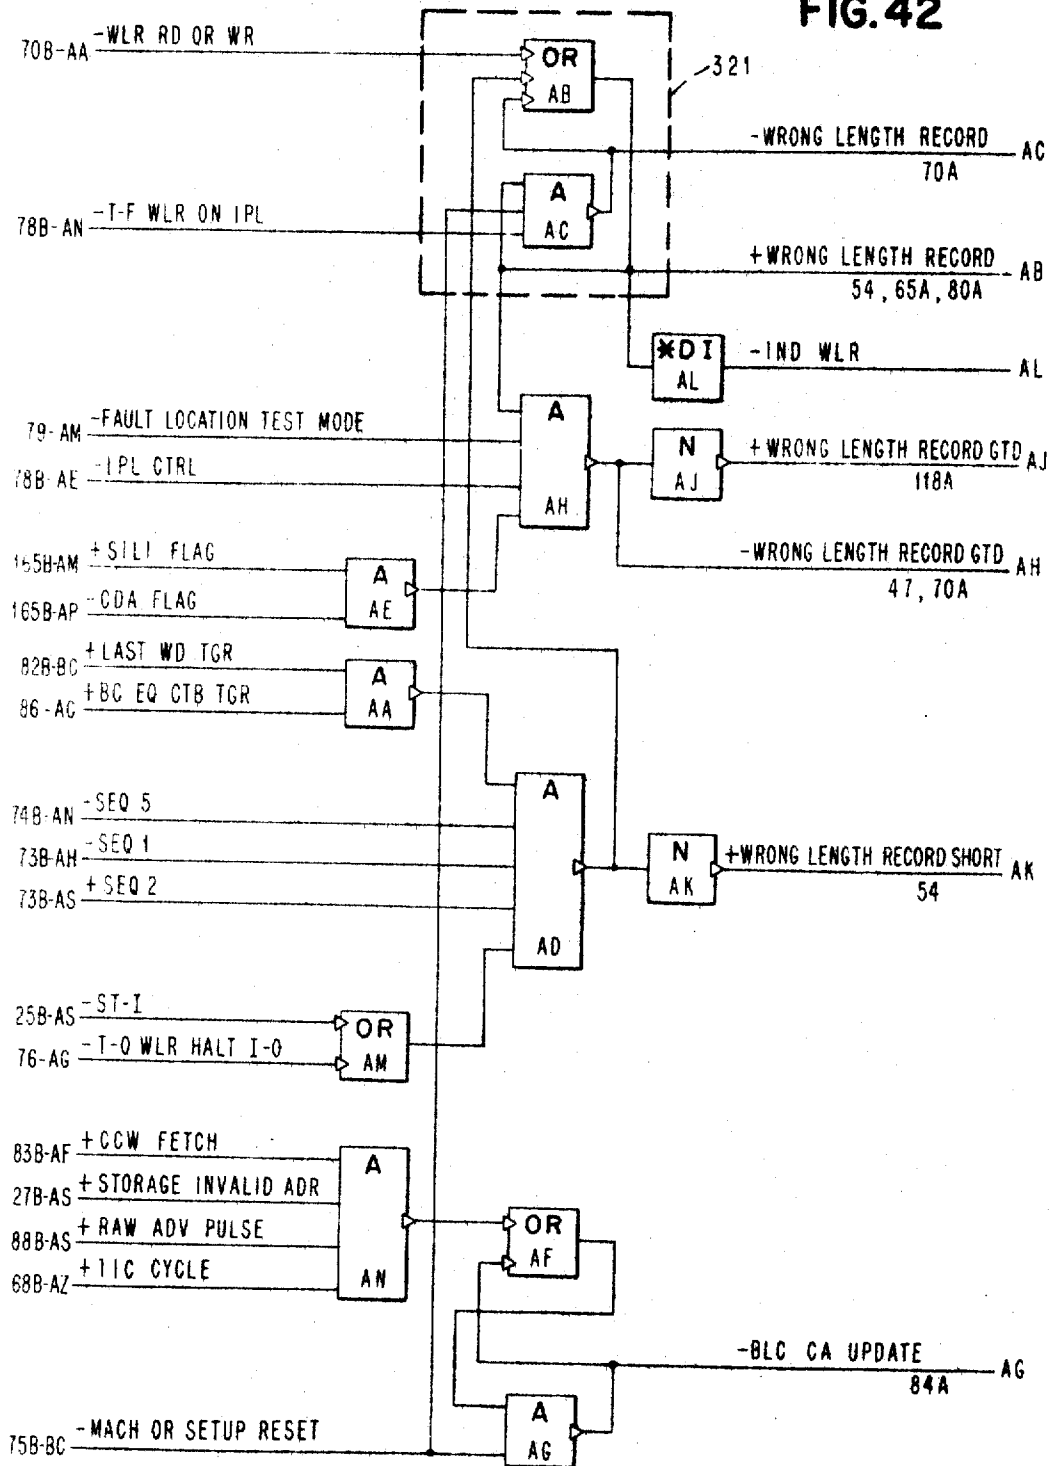 FIG. 42
70B-AA -WLR RD OR WR
OR
AB
321
-WRONG LENGTH RECORD AC
70A
A
AC
78B-AN -T-F WLR ON IPL
+WRONG LENGTH RECORD AB
54, 65A, 80A
*DI
AL
-IND WLR AL
79-AM -FAULT LOCATION TEST MODE
A
AH
78B-AE -IPL CTRL
N
AJ
+WRONG LENGTH RECORD GTD AJ
118A
-WRONG LENGTH RECORD GTD AH
47, 70A
165B-AM +SILI FLAG
A
AE
165B-AP -CDA FLAG
82B-BC +LAST WD TGR
A
AA
86-AC +BC EQ CTB TGR
74B-AN -SEQ 5
A
AD
73B-AH -SEQ 1
73B-AS +SEQ 2
N
AK
+WRONG LENGTH RECORD SHORT AK
54
25B-AS -ST-I
OR
AM
76-AG -T-O WLR HALT I-O
83B-AF +CCW FETCH
A
AN
27B-AS +STORAGE INVALID ADR
88B-AS +RAW ADV PULSE
68B-AZ +TIC CYCLE
OR
AF
-BLC CA UPDATE AG
84A
A
AG
75B-BC -MACH OR SETUP RESET